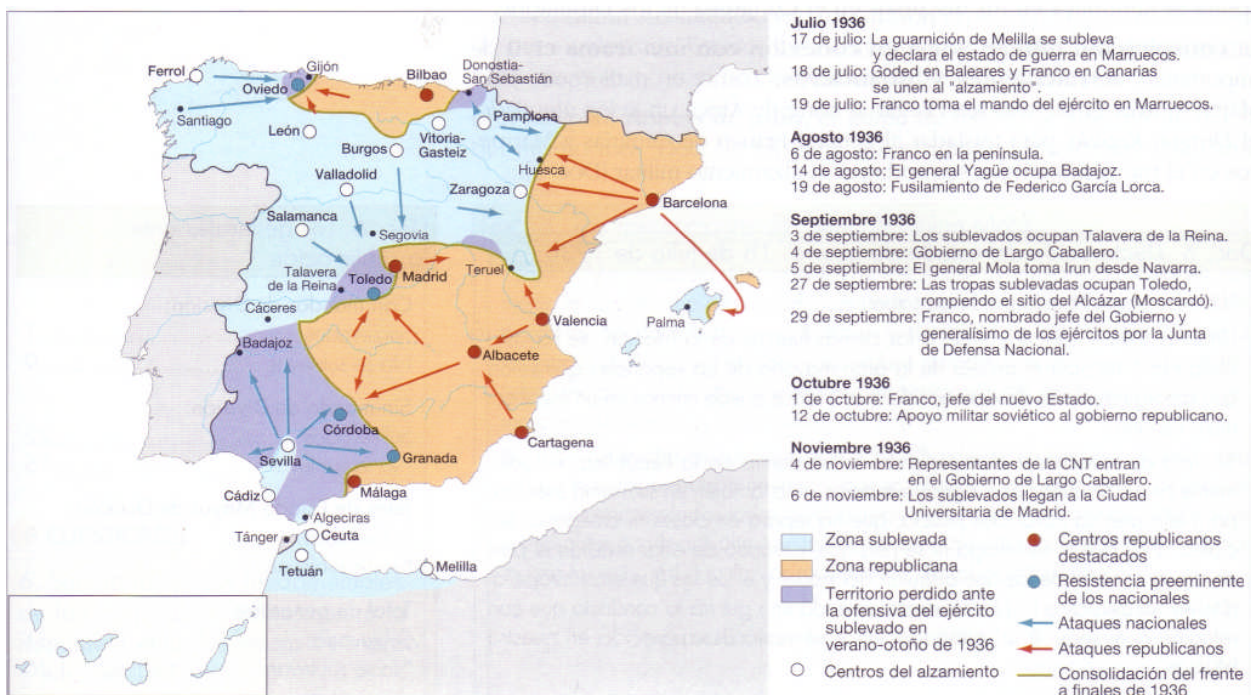 Ferrol
Santiago
Oviedo
Gijón
León
Bilbao
Donostia-
San Sebastián
Vitoria-
Gasteiz
Pamplona
Burgos
Huesca
Valladolid
Zaragoza
Barcelona
Salamanca
Segovia
Talavera
de la Reina
Toledo
Madrid
Teruel
Cáceres
Badajoz
Valencia
Palma
Albacete
Córdoba
Sevilla
Granada
Cartagena
Cádiz
Málaga
Algeciras
Tánger
Ceuta
Tetuán
Melilla
Julio 1936
17 de julio: La guarnición de Melilla se subleva
y declara el estado de guerra en Marruecos.
18 de julio: Goded en Baleares y Franco en Canarias
se unen al "alzamiento".
19 de julio: Franco toma el mando del ejército en Marruecos.
Agosto 1936
6 de agosto: Franco en la península.
14 de agosto: El general Yagüe ocupa Badajoz.
19 de agosto: Fusilamiento de Federico García Lorca.
Septiembre 1936
3 de septiembre: Los sublevados ocupan Talavera de la Reina.
4 de septiembre: Gobierno de Largo Caballero.
5 de septiembre: El general Mola toma Irun desde Navarra.
27 de septiembre: Las tropas sublevadas ocupan Toledo,
rompiendo el sitio del Alcázar (Moscardó).
29 de septiembre: Franco, nombrado jefe del Gobierno y
generalísimo de los ejércitos por la Junta
de Defensa Nacional.
Octubre 1936
1 de octubre: Franco, jefe del nuevo Estado.
12 de octubre: Apoyo militar soviético al gobierno republicano.
Noviembre 1936
4 de noviembre: Representantes de la CNT entran
en el Gobierno de Largo Caballero.
6 de noviembre: Los sublevados llegan a la Ciudad
Universitaria de Madrid.
Zona sublevada
Zona republicana
Territorio perdido ante
la ofensiva del ejército
sublevado en
verano-otoño de 1936
Centros del alzamiento
Centros republicanos
destacados
Resistencia preeminente
de los nacionales
Ataques nacionales
Ataques republicanos
Consolidación del frente
a finales de 1936